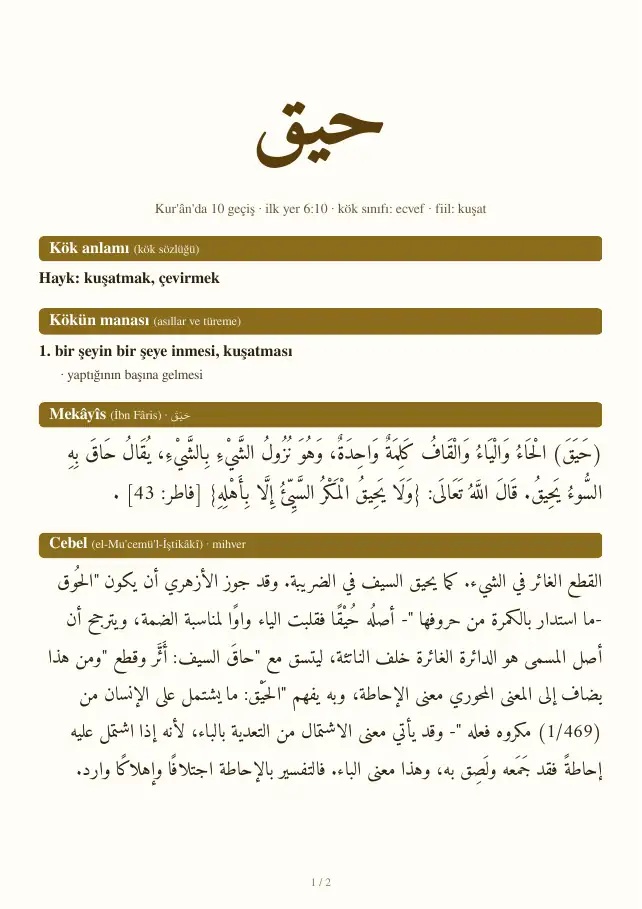 حيق
Kur'ân'da 10 geçiş · ilk yer 6:10 · kök sınıfı: ecvef · fiil: kuşat
Kök anlamı (kök sözlüğü)
Hayk: kuşatmak, çevirmek
Kökün manası (asıllar ve türeme)
1. bir şeyin bir şeye inmesi, kuşatması
· yaptığının başına gelmesi
Mekâyîs (İbn Fâris) · حَيَقَ
(حَيَقَ) الْحَاءُ وَالْيَاءُ وَالْقَافُ كَلِمَةٌ وَاحِدَةٌ، وَهُوَ نُزُولُ الشَّيْءِ بِالشَّيْءِ، يُقَالُ حَاقَ بِهِ
السُّوءُ يَحِيقُ. قَالَ اللَّهُ تَعَالَى: {وَلَا يَحِيقُ الْمَكْرُ السَّيِّئُ إِلَّا بِأَهْلِهِ} [فاطر: 43] .
Cebel (el-Mu'cemü'l-İştikâkî) · mihver
القطع الغائر في الشيء. كما يحيق السيف في الضريبة. وقد جوز الأزهري أن يكون "الحُوق
-ما استدار بالكمرة من حروفها "- أصلُه حُيْقًا فقلبت الياء واوًا لمناسبة الضمة، ويترجح أن
أصل المسمى هو الدائرة الغائرة خلف الناتئة، ليتسق مع "حاقَ السيف: أَثَّر وقطع "ومن هذا
يضاف إلى المعنى المحوري معنى الإحاطة، وبه يفهم "الحَيْق: ما يشتمل على الإنسان من
(1/469) مكروه فعله "- وقد يأتي معنى الاشتمال من التعدية بالباء، لأنه إذا اشتمل عليه
إحاطةً فقد جَمَعه ولَصِق به، وهذا معنى الباء. فالتفسير بالإحاطة اجتلافًا وإهلاكًا وارد.
1 / 2